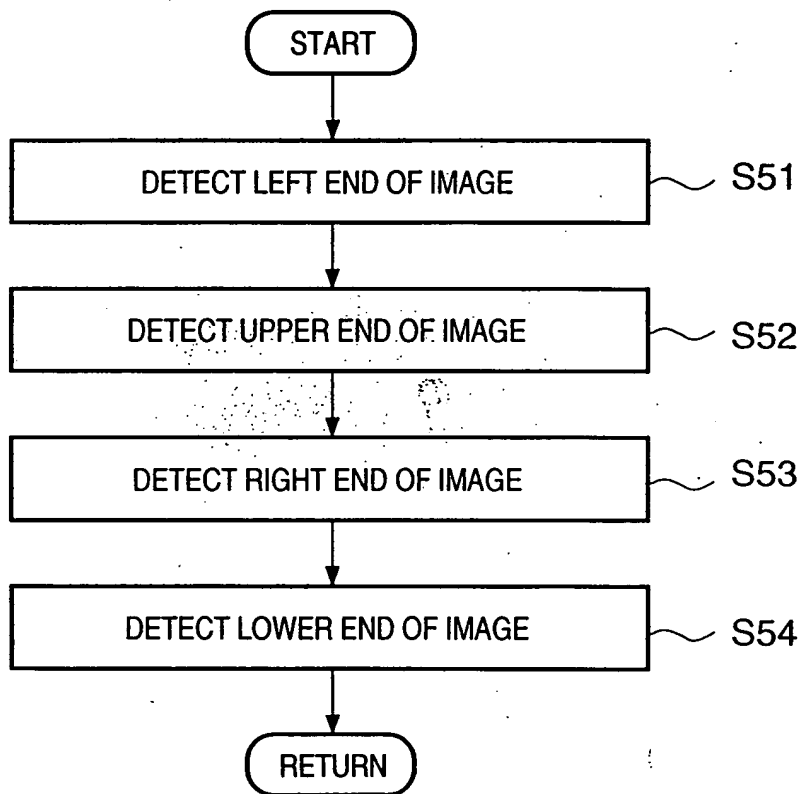 START
DETECT LEFT END OF IMAGE
S51
DETECT UPPER END OF IMAGE
S52
DETECT RIGHT END OF IMAGE
S53
DETECT LOWER END OF IMAGE
S54
RETURN